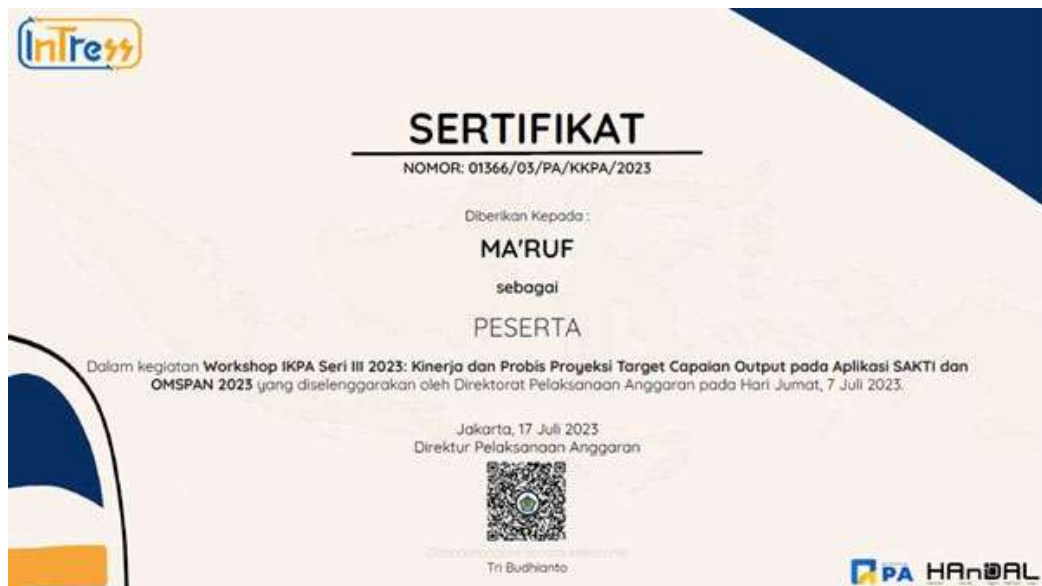 InTress
SERTIFIKAT
NOMOR: 01366/03/PA/KKPA/2023
Diberikan Kepada :
MA'RUF
sebagai
PESERTA
Dalam kegiatan Workshop IKPA Seri III 2023: Kinerja dan Probis Proyeksi Target Capaian Output pada Aplikasi SAKTI dan
OMSPAN 2023 yang diselenggarakan oleh Direktorat Pelaksanaan Anggaran pada Hari Jumat, 7 Juli 2023.
Jakarta, 17 Juli 2023
Direktur Pelaksanaan Anggaran
Ditandatangani secara elektronik
Tri Budhianto
PA HAnDAL